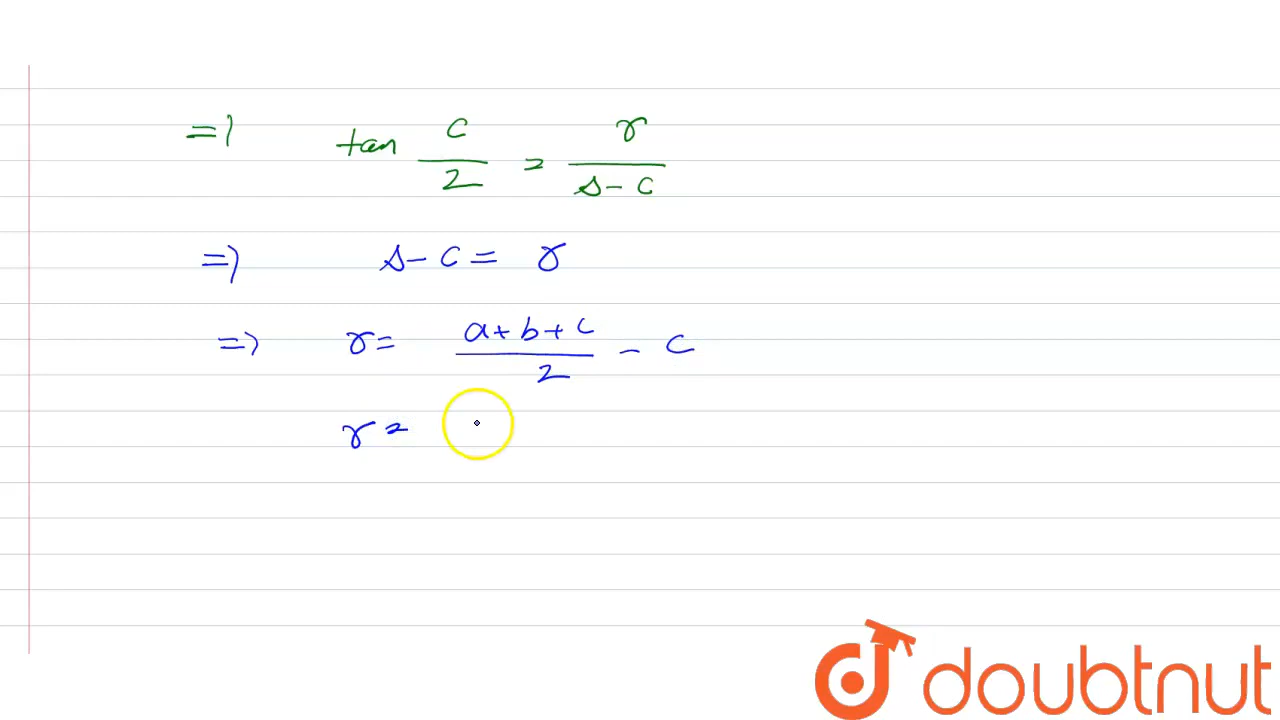 => tan C/2 = r/s-c
=> s-c = r
=> r = a+b+c/2 - c
r =
doubtnut